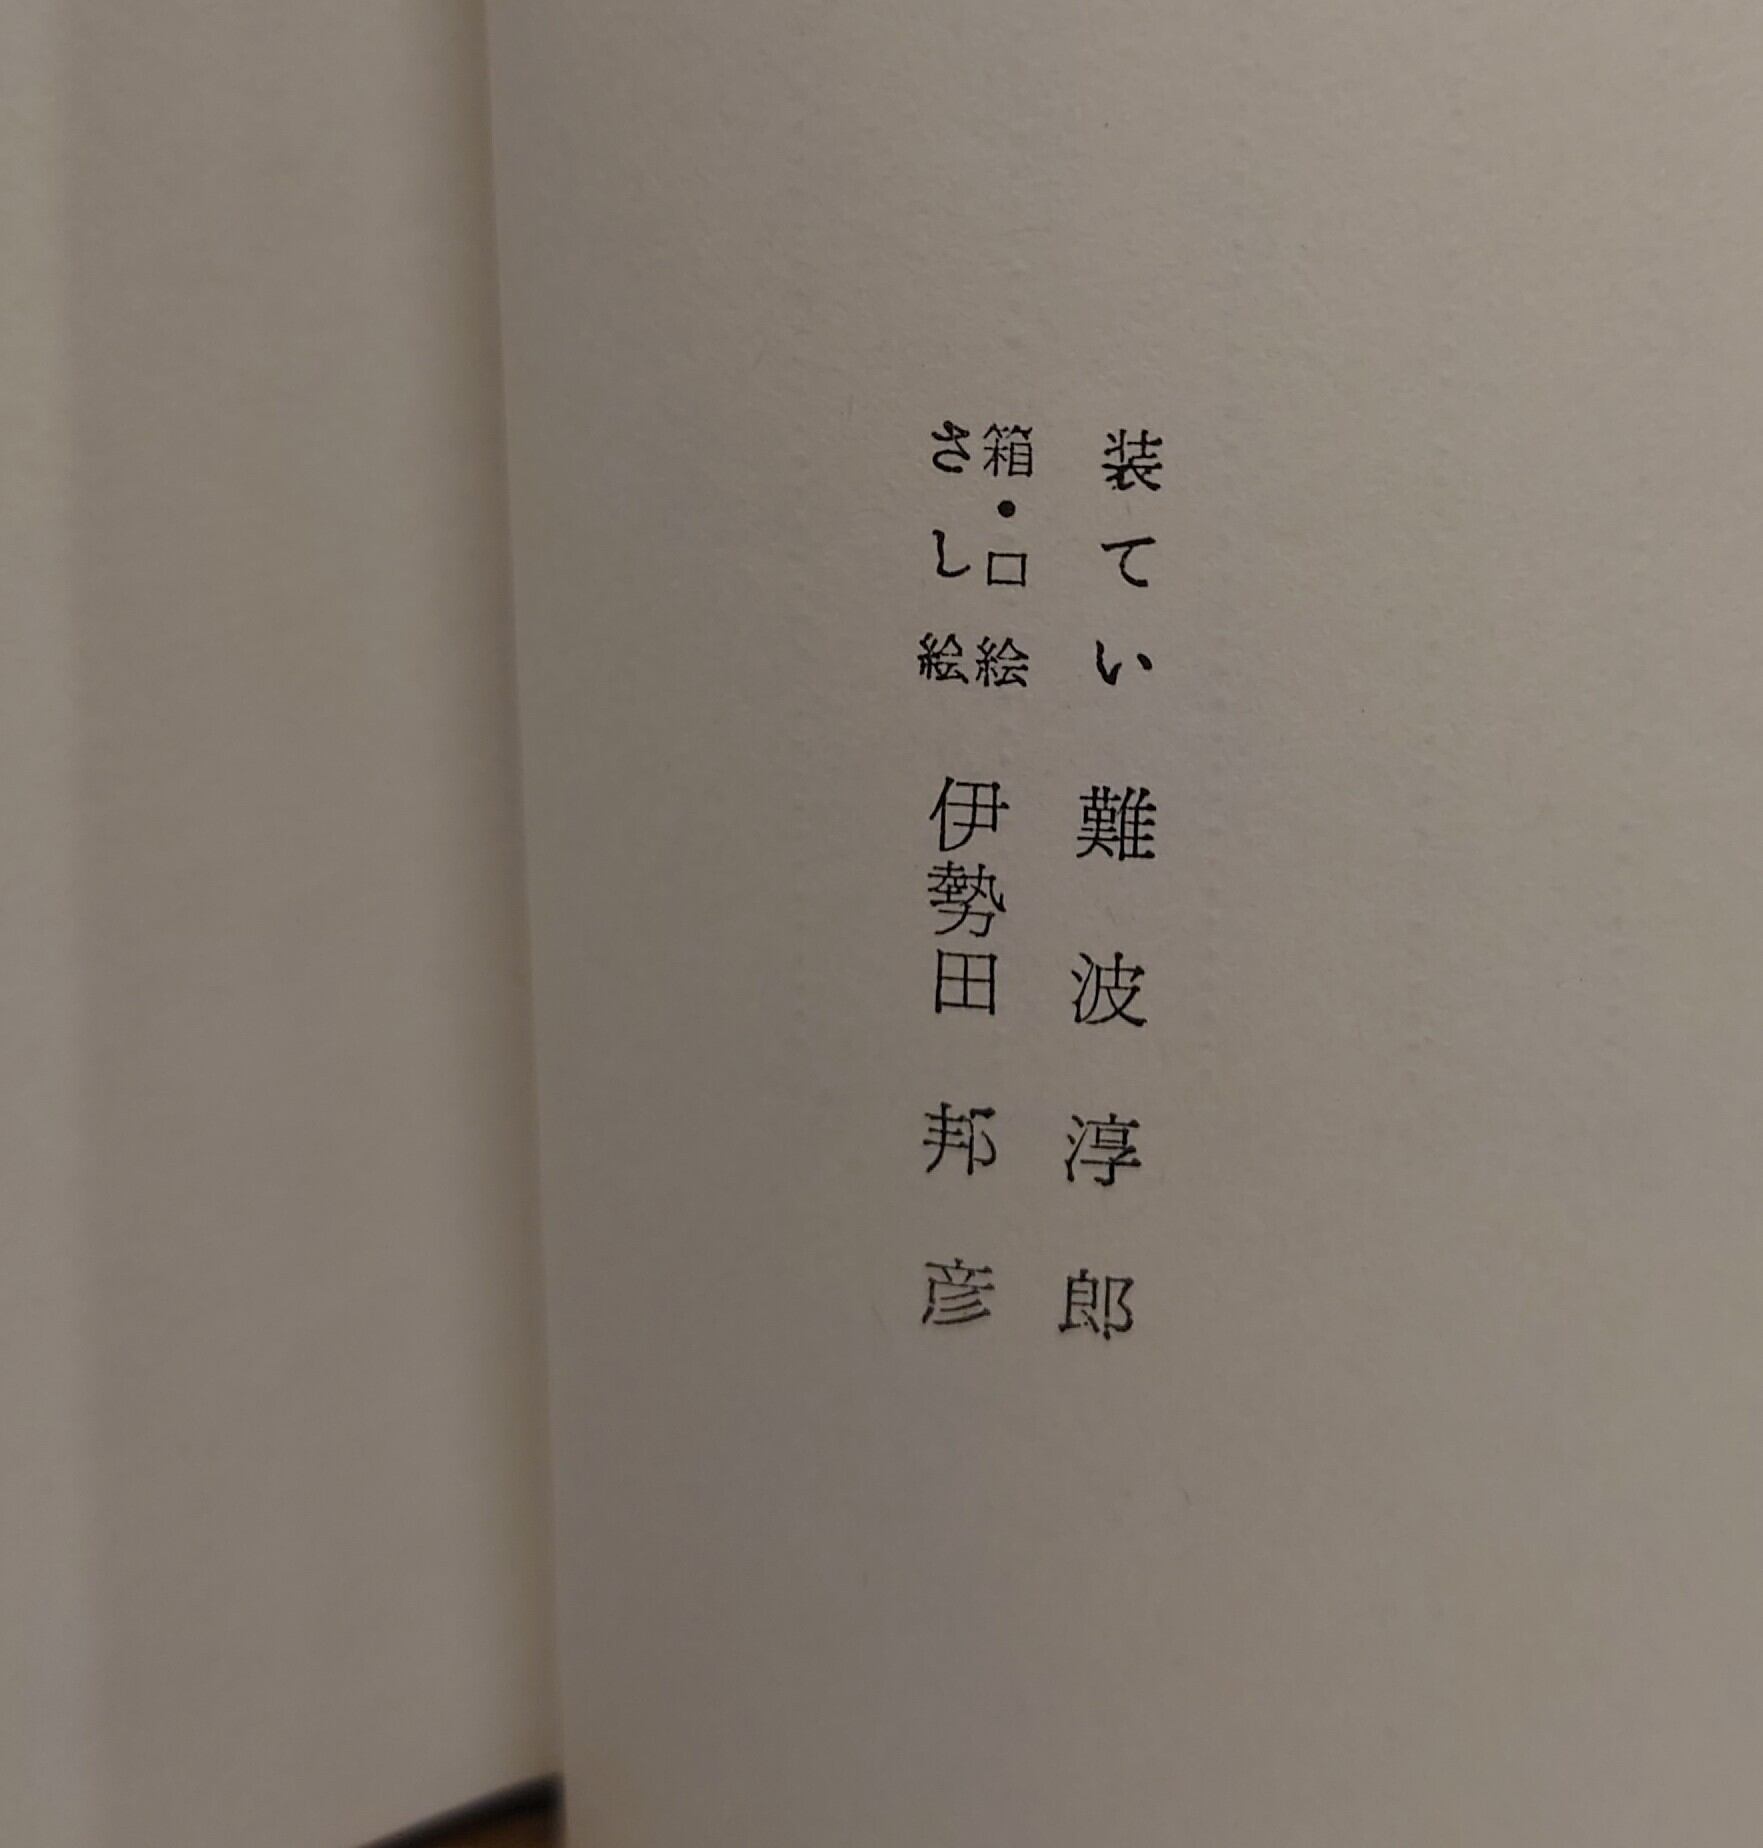 装てい 難波淳郎
箱・口絵
さし絵 伊勢田邦彦